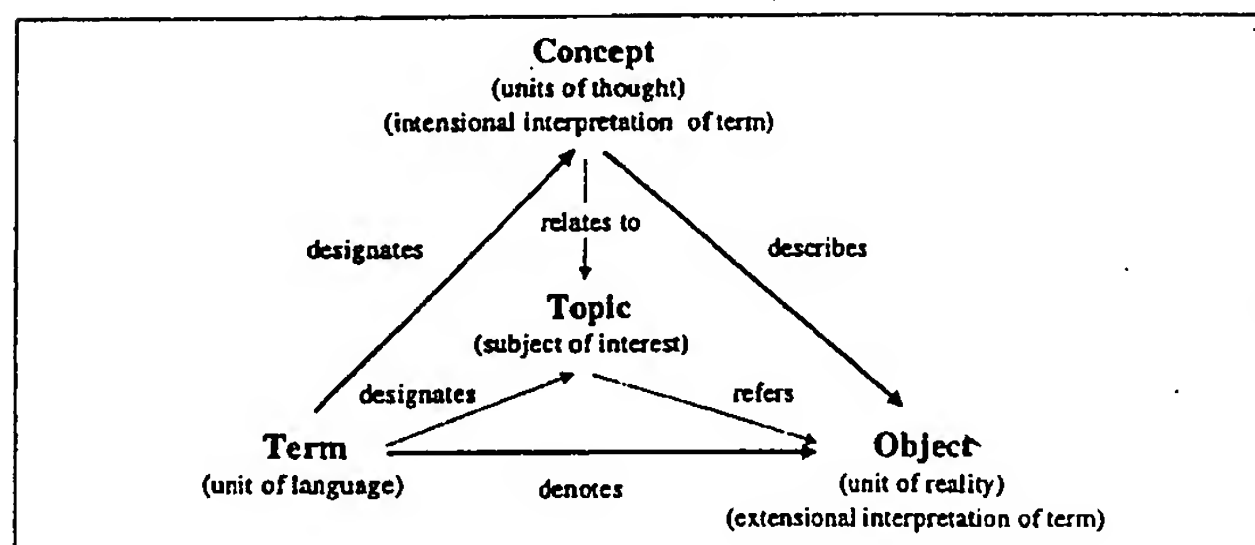 Concept
(units of thought)
(intensional interpretation of term)
relates to
designates
describes
Topic
(subject of interest)
designates
refers
Term
Object
(unit of language)
denotes
(unit of reality)
(extensional interpretation of term)